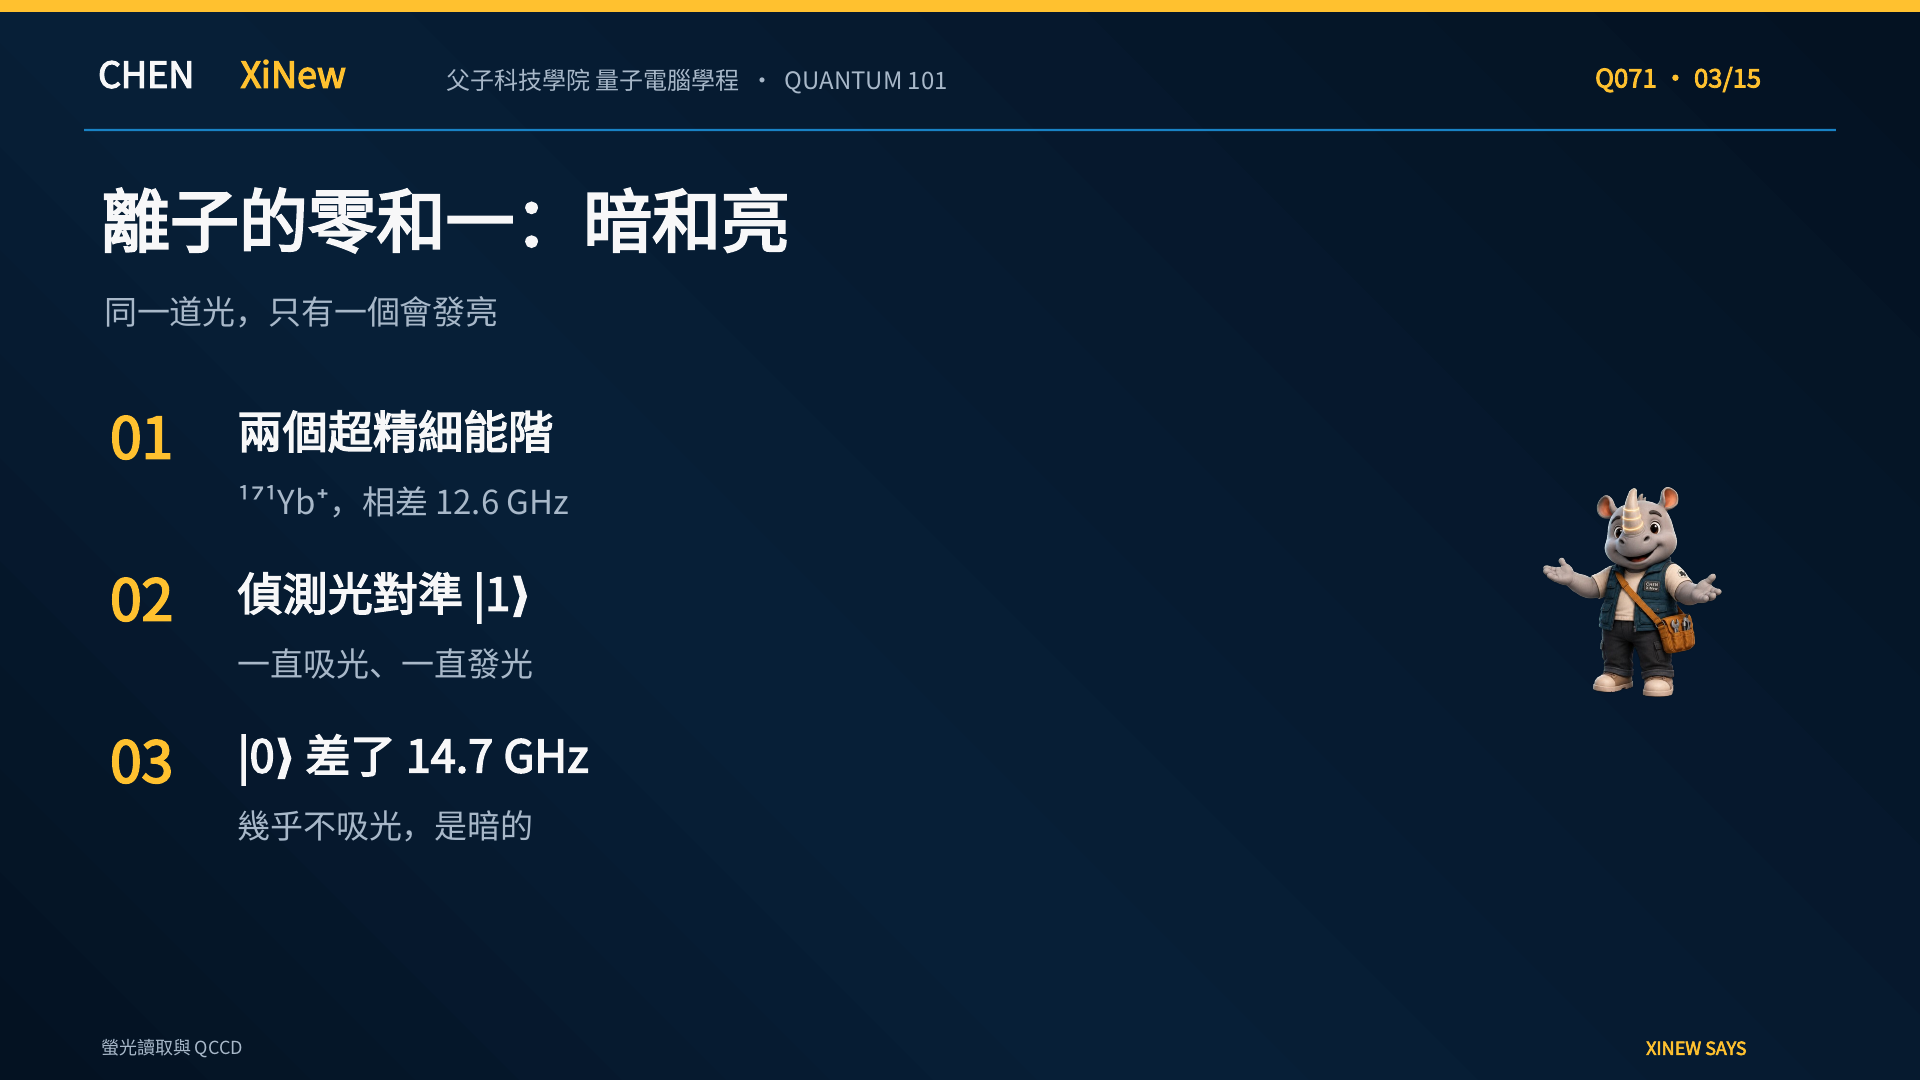 CHEN XiNew 父子科技學院 量子電腦學程 · QUANTUM 101 Q071 · 03/15
離子的零和一：暗和亮
同一道光，只有一個會發亮
01 兩個超精細能階
¹⁷¹Yb⁺，相差 12.6 GHz
02 偵測光對準 |1⟩
一直吸光、一直發光
03 |0⟩ 差了 14.7 GHz
幾乎不吸光，是暗的
螢光讀取與 QCCD XINEW SAYS